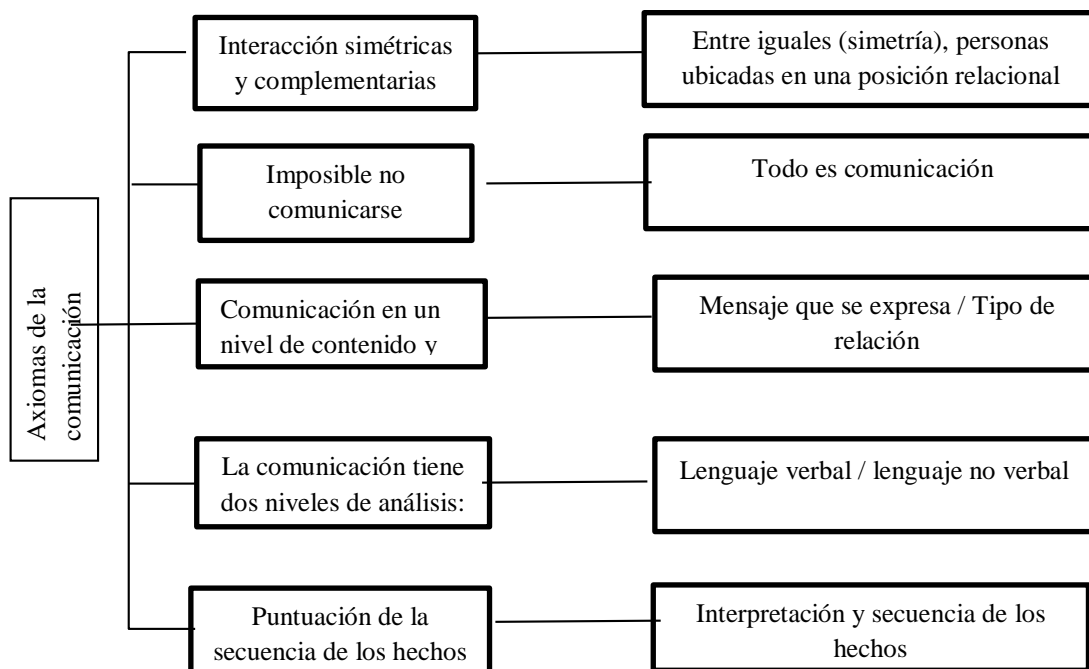 Axiomas de la
comunicación
Interacción simétricas
y complementarias
Entre iguales (simetría), personas
ubicadas en una posición relacional
Imposible no
comunicarse
Todo es comunicación
Comunicación en un
nivel de contenido y
Mensaje que se expresa / Tipo de
relación
La comunicación tiene
dos niveles de análisis:
Lenguaje verbal / lenguaje no verbal
Puntuación de la
secuencia de los hechos
Interpretación y secuencia de los
hechos